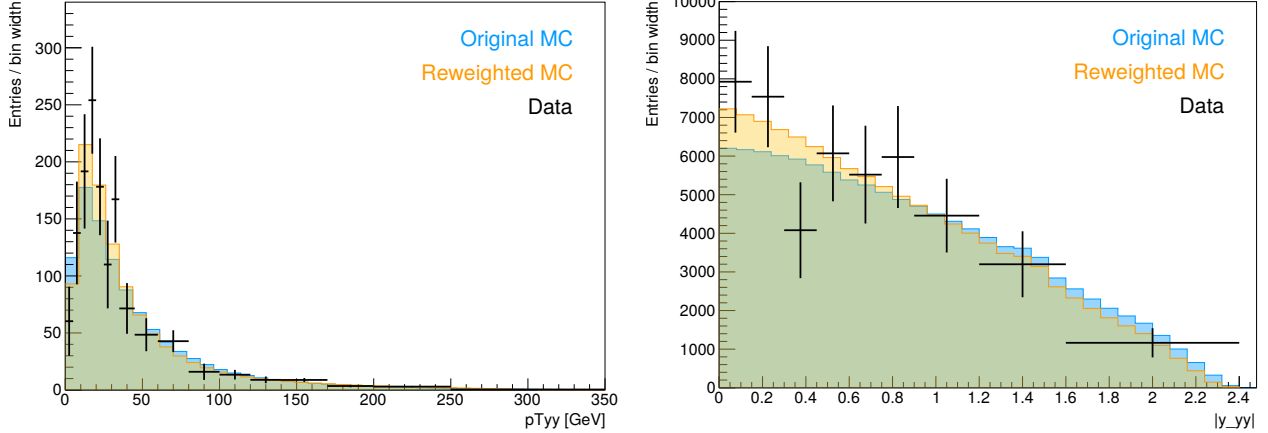 Entries / bin width
300
250
200
150
100
50
0
Original MC
Reweighted MC
Data
0 50 100 150 200 250 300 350
pTyy [GeV]
Entries / bin width
10000
9000
8000
7000
6000
5000
4000
3000
2000
1000
0
Original MC
Reweighted MC
Data
0 0.2 0.4 0.6 0.8 1 1.2 1.4 1.6 1.8 2 2.2 2.4
|y_yy|